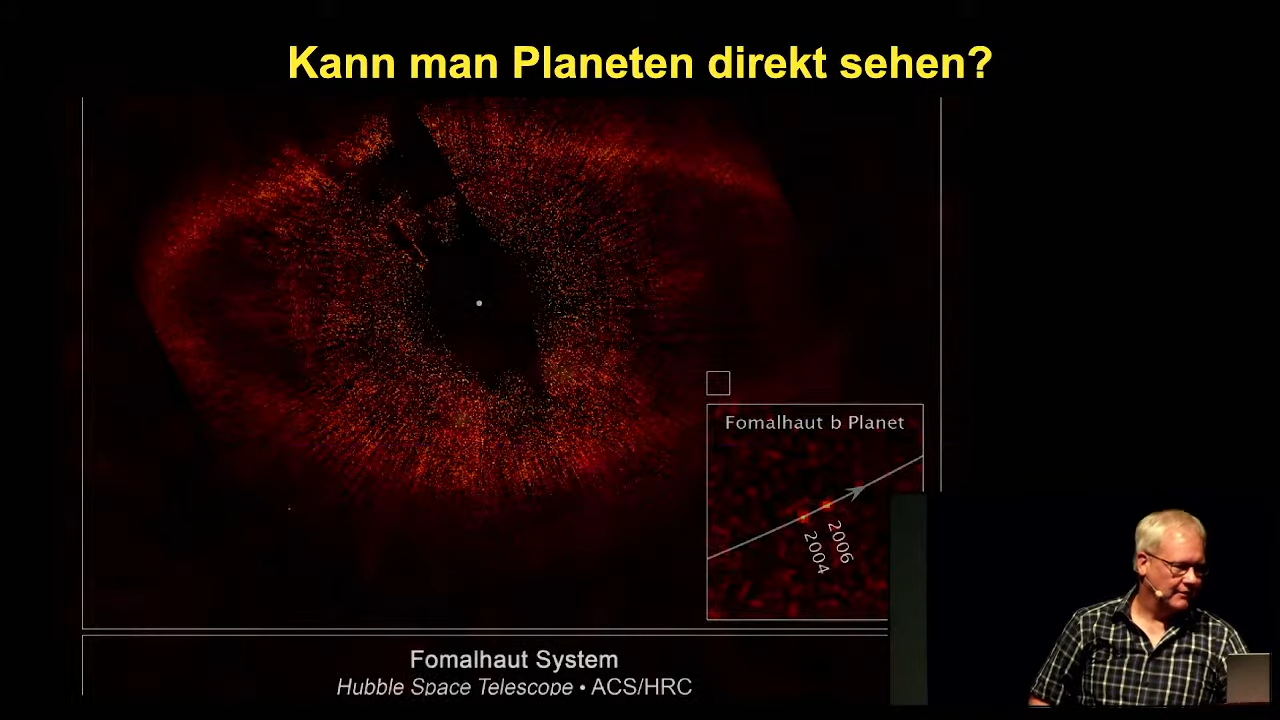 Kann man Planeten direkt sehen?
Fomalhaut b Planet
2006
2004
Fomalhaut System
Hubble Space Telescope • ACS/HRC